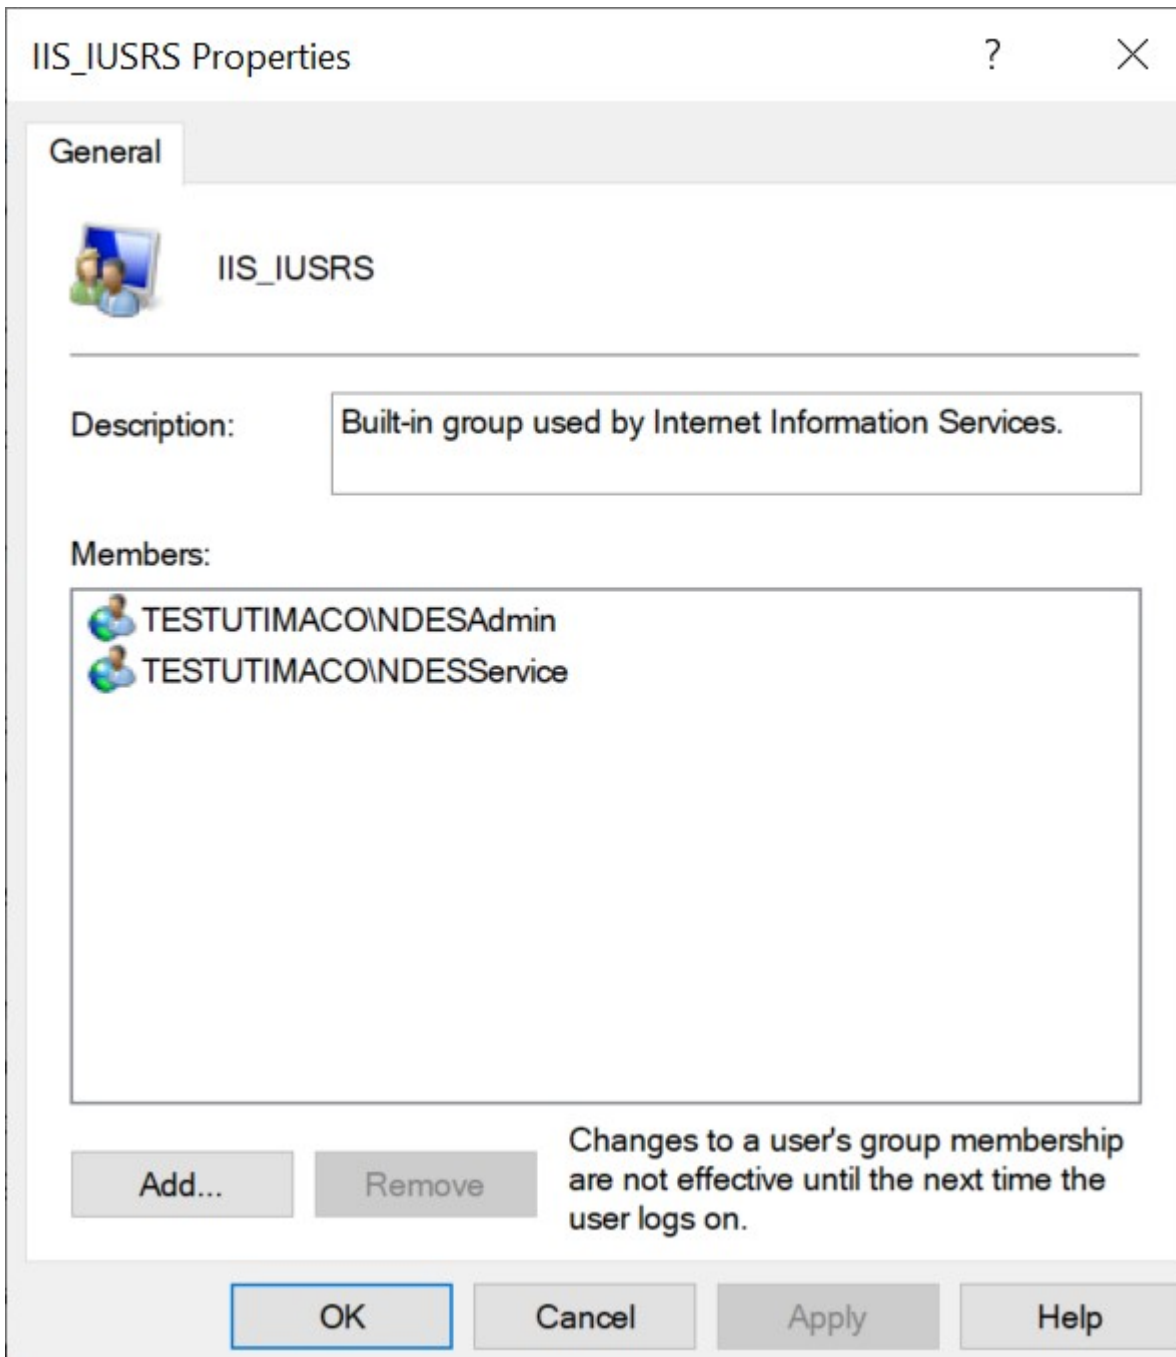 IIS_IUSRS Properties
?
General
IIS_IUSRS
Description:
Built-in group used by Internet Information Services.
Members:
TESTUTIMACO\NDESAdmin
TESTUTIMACO\NDESService
Add...
Remove
Changes to a user's group membership
are not effective until the next time the
user logs on.
OK
Cancel
Apply
Help